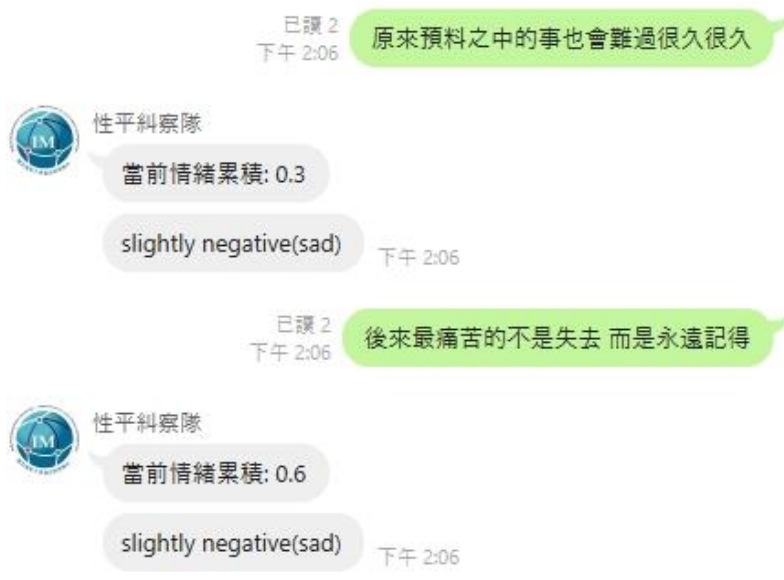 已讀 2
下午 2:06
原來預料之中的事也會難過很久很久
IM
性平糾察隊
當前情緒累積: 0.3
slightly negative(sad)
下午 2:06
已讀 2
下午 2:06
後來最痛苦的不是失去 而是永遠記得
IM
性平糾察隊
當前情緒累積: 0.6
slightly negative(sad)
下午 2:06